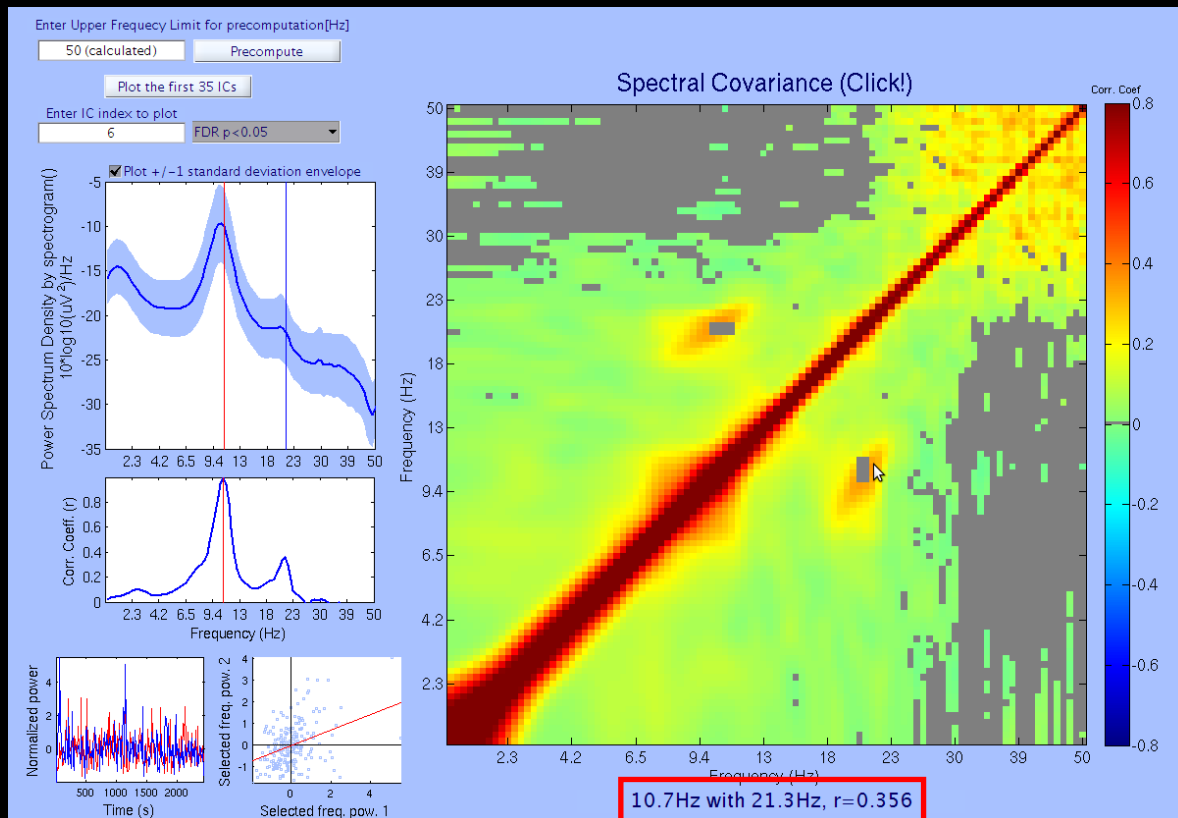 Enter Upper Frequecy Limit for precomputation[Hz]
50 (calculated)
Precompute
Plot the first 35 ICs
Enter IC index to plot
6
FDR p<0.05
Plot +/−1 standard deviation envelope
Power Spectrum Density by spectrogram()
10*log10(uV^2)/Hz
-5
-10
-15
-20
-25
-30
-35
2.3 4.2 6.5 9.4 13 18 23 30 39 50
Corr. Coeff. (r)
0.8
0.6
0.4
0.2
0
2.3 4.2 6.5 9.4 13 18 23 30 39 50
Frequency (Hz)
Normalized power
4
2
0
500 1000 1500 2000
Time (s)
Selected freq. pow. 2
4
3
2
1
0
-1
0 2 4
Selected freq. pow. 1
Spectral Covariance (Click!)
Frequency (Hz)
50
39
30
23
18
13
9.4
6.5
4.2
2.3
2.3 4.2 6.5 9.4 13 18 23 30 39 50
Frequency (Hz)
10.7Hz with 21.3Hz, r=0.356
Corr. Coef
0.8
0.6
0.4
0.2
0
-0.2
-0.4
-0.6
-0.8